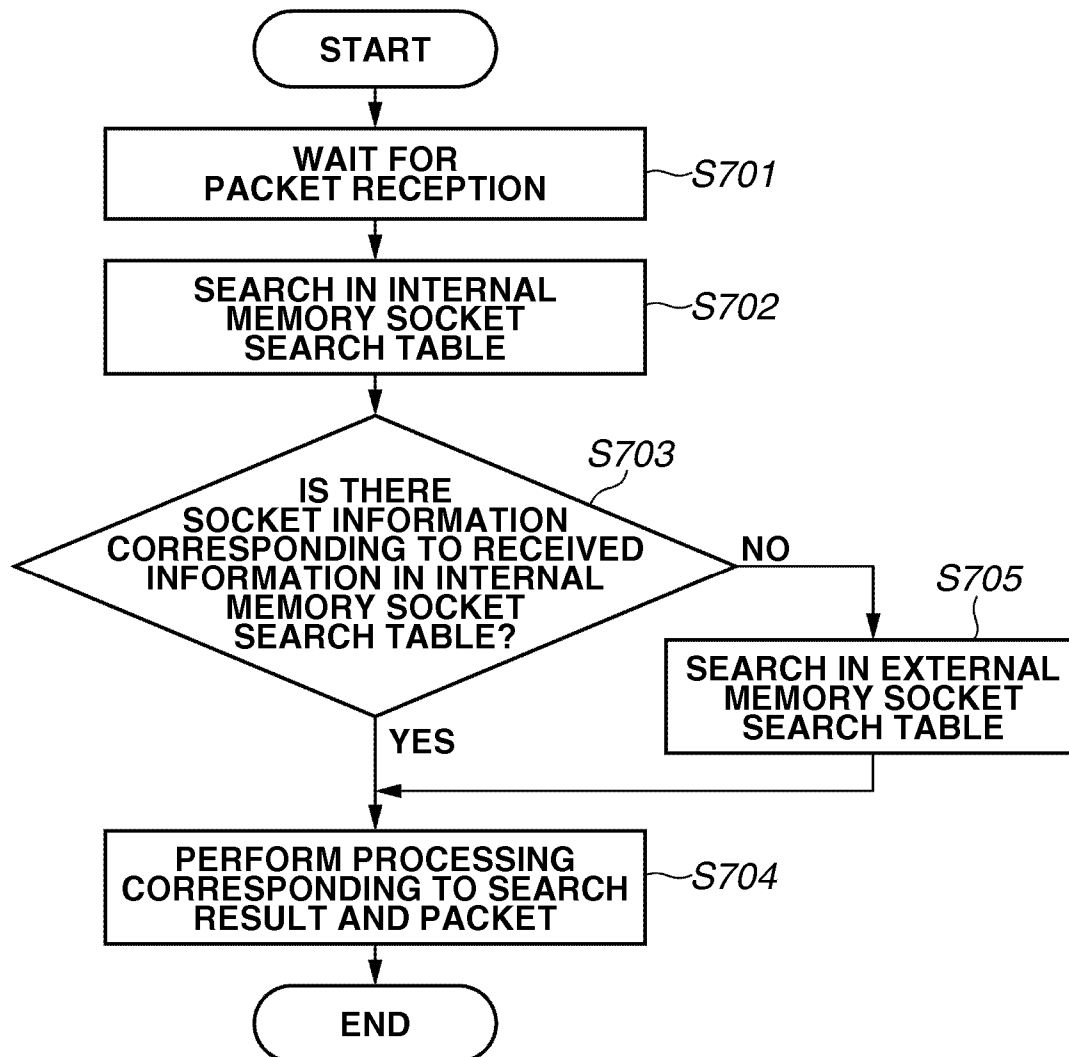 START
WAIT FOR
PACKET RECEPTION
S701
SEARCH IN INTERNAL
MEMORY SOCKET
SEARCH TABLE
S702
S703
IS THERE
SOCKET INFORMATION
CORRESPONDING TO RECEIVED
INFORMATION IN INTERNAL
MEMORY SOCKET
SEARCH TABLE?
NO
S705
SEARCH IN EXTERNAL
MEMORY SOCKET
SEARCH TABLE
YES
PERFORM PROCESSING
CORRESPONDING TO SEARCH
RESULT AND PACKET
S704
END